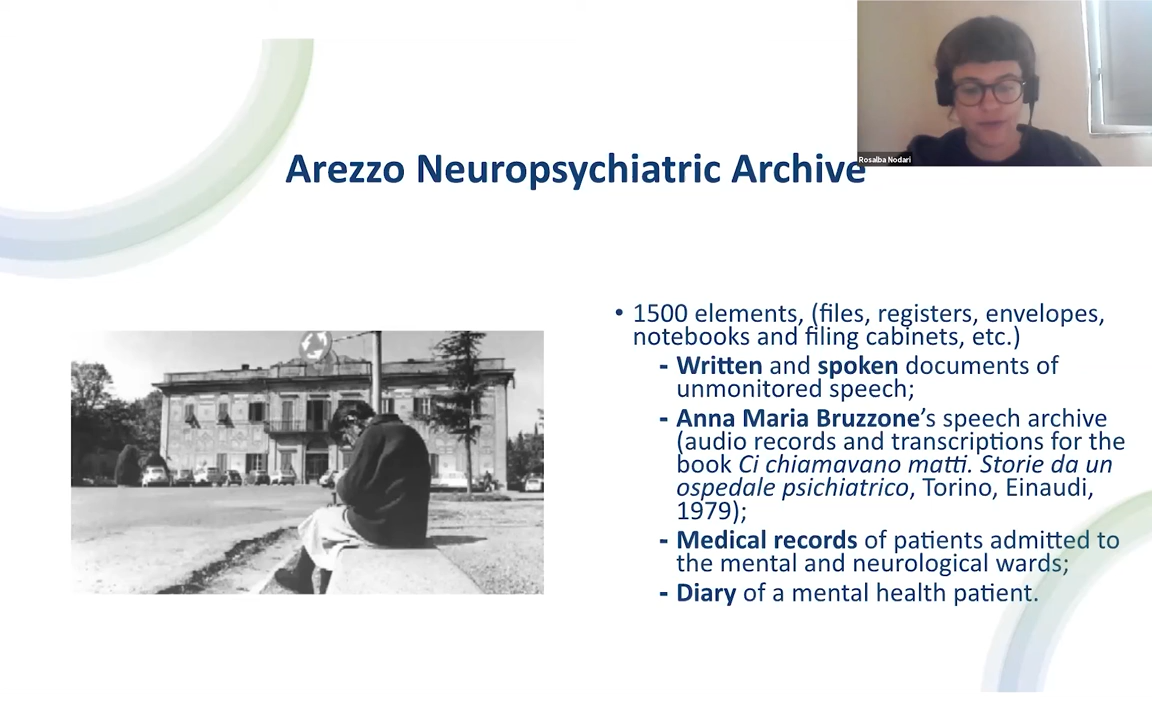 Rosalba Nodari
Arezzo Neuropsychiatric Archive
• 1500 elements, (files, registers, envelopes,
notebooks and filing cabinets, etc.)
- Written and spoken documents of
unmonitored speech;
- Anna Maria Bruzzone’s speech archive
(audio records and transcriptions for the
book Ci chiamavano matti. Storie da un
ospedale psichiatrico, Torino, Einaudi,
1979);
- Medical records of patients admitted to
the mental and neurological wards;
- Diary of a mental health patient.